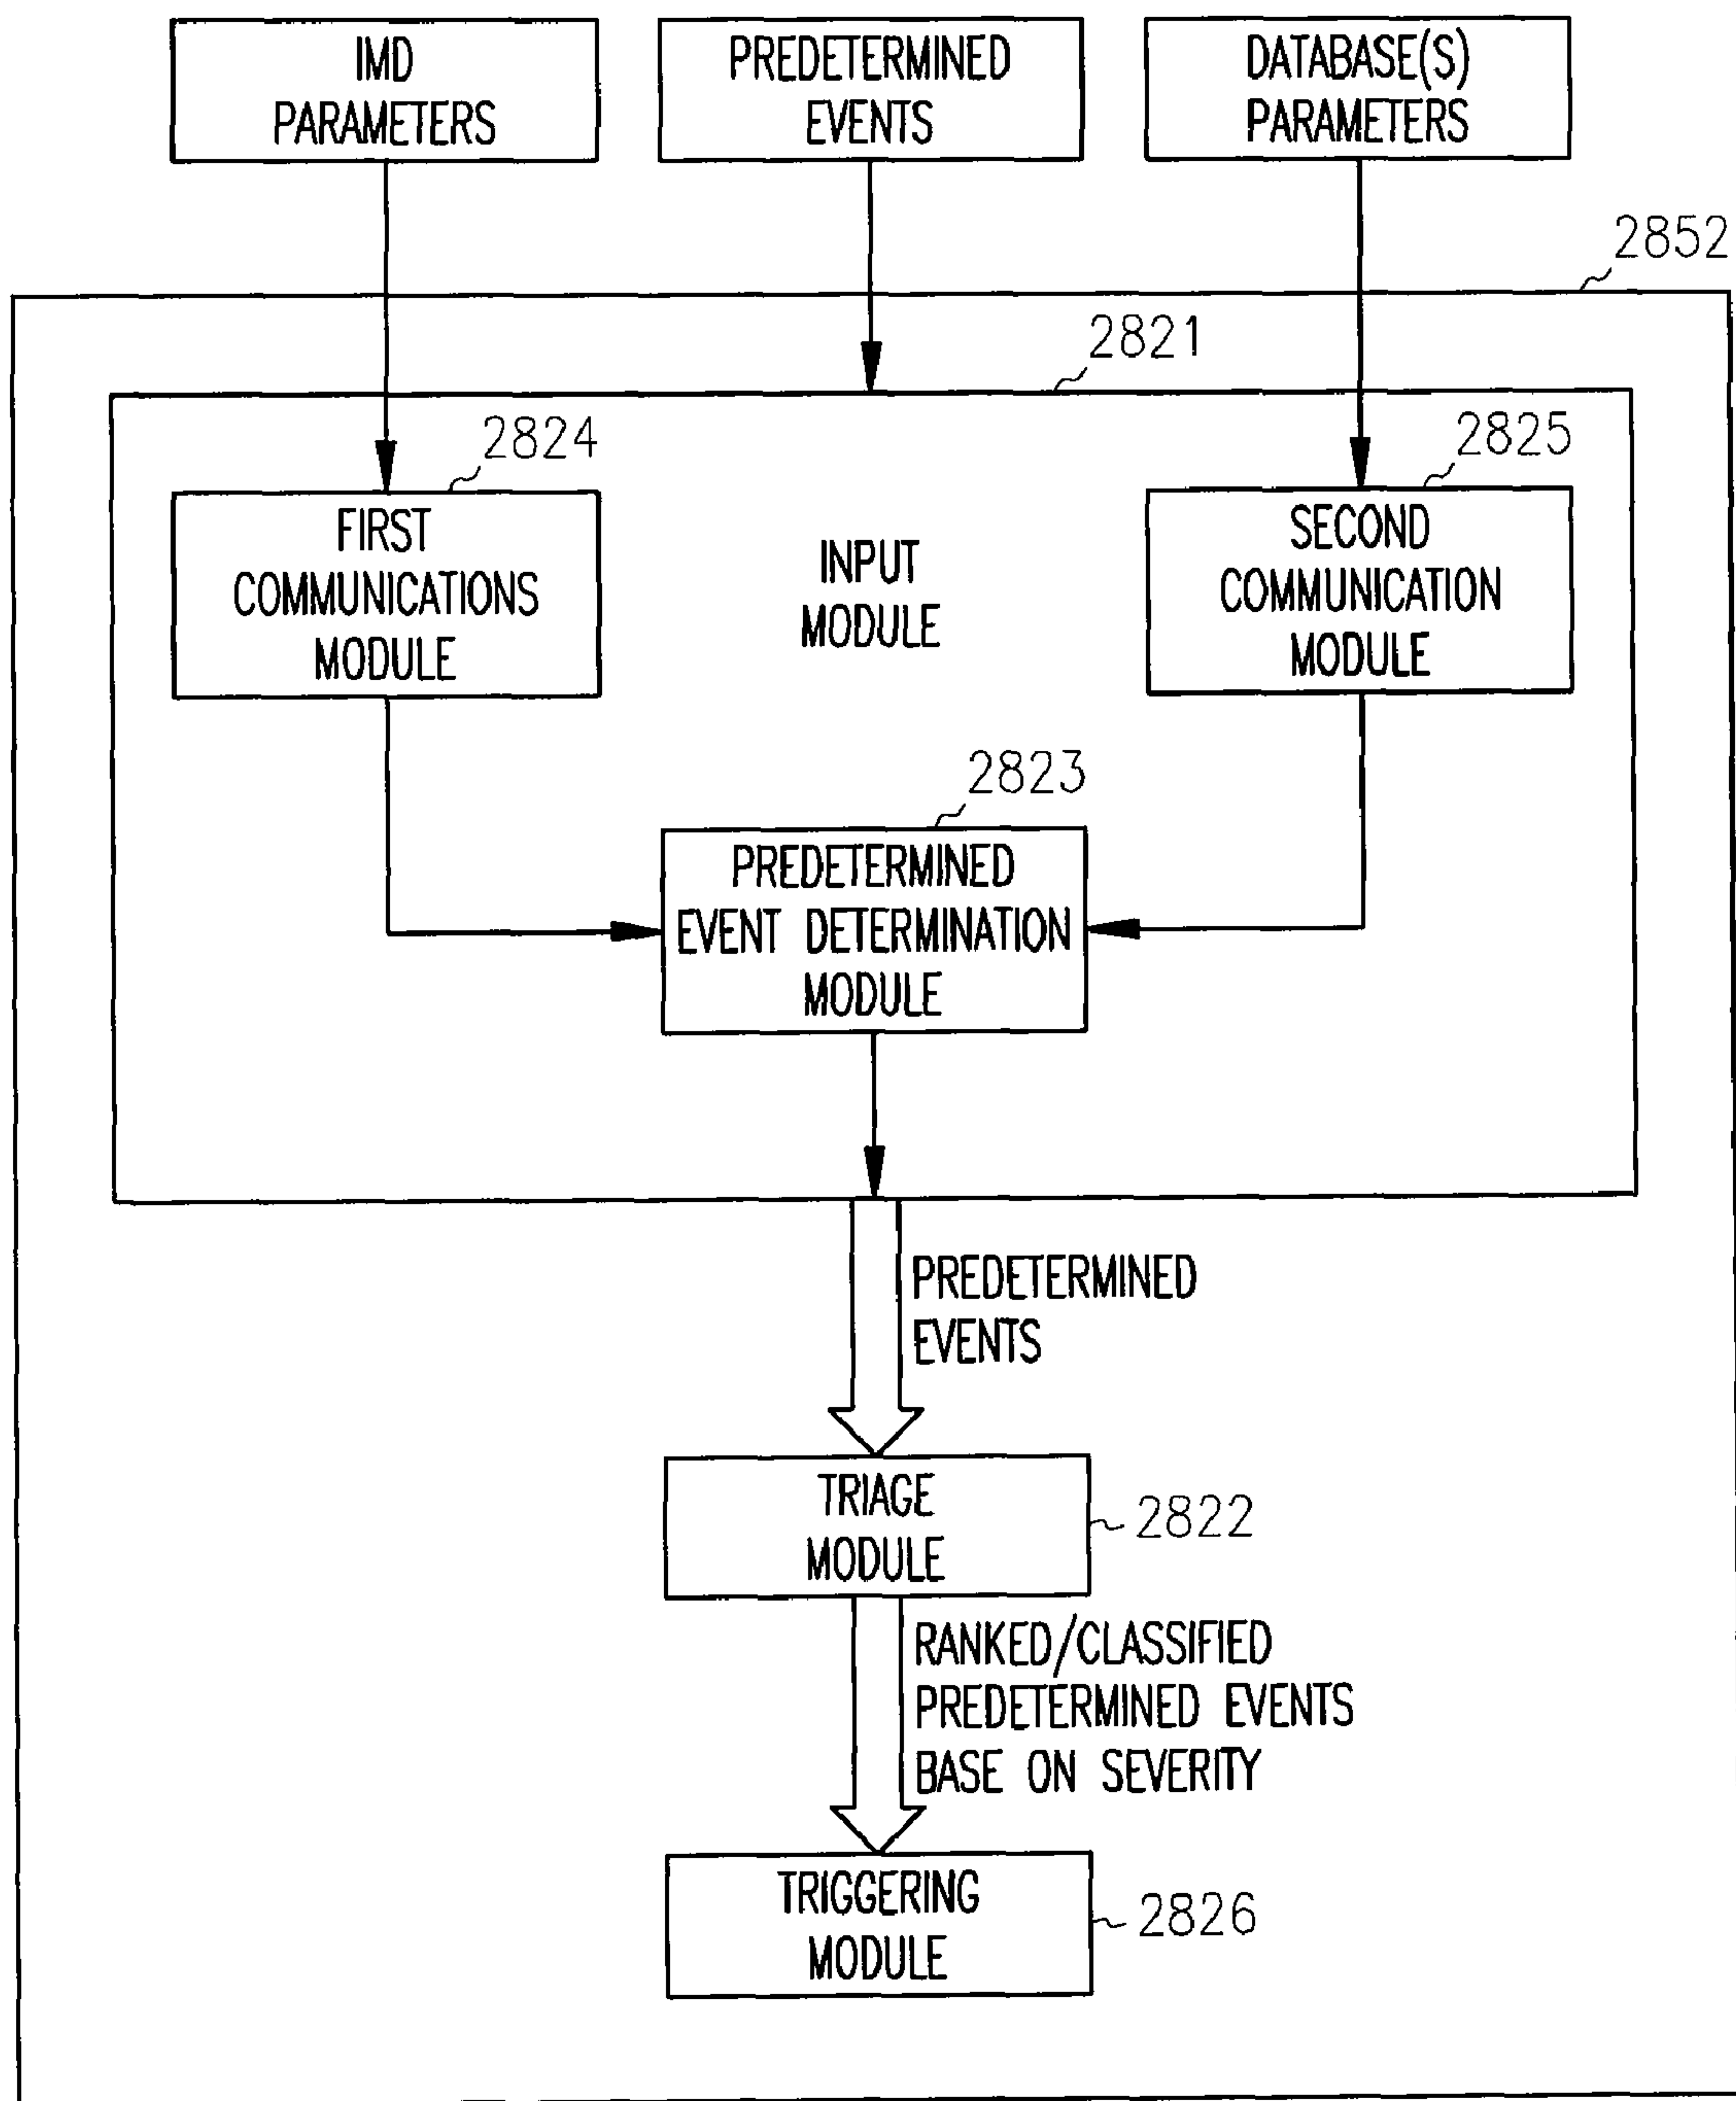 IMD
PARAMETERS
PREDETERMINED
EVENTS
DATABASE(S)
PARAMETERS
2852
2821
2824
2825
FIRST
COMMUNICATIONS
MODULE
INPUT
MODULE
SECOND
COMMUNICATION
MODULE
2823
PREDETERMINED
EVENT DETERMINATION
MODULE
PREDETERMINED
EVENTS
TRIAGE
MODULE
2822
RANKED/CLASSIFIED
PREDETERMINED EVENTS
BASE ON SEVERITY
TRIGGERING
MODULE
2826